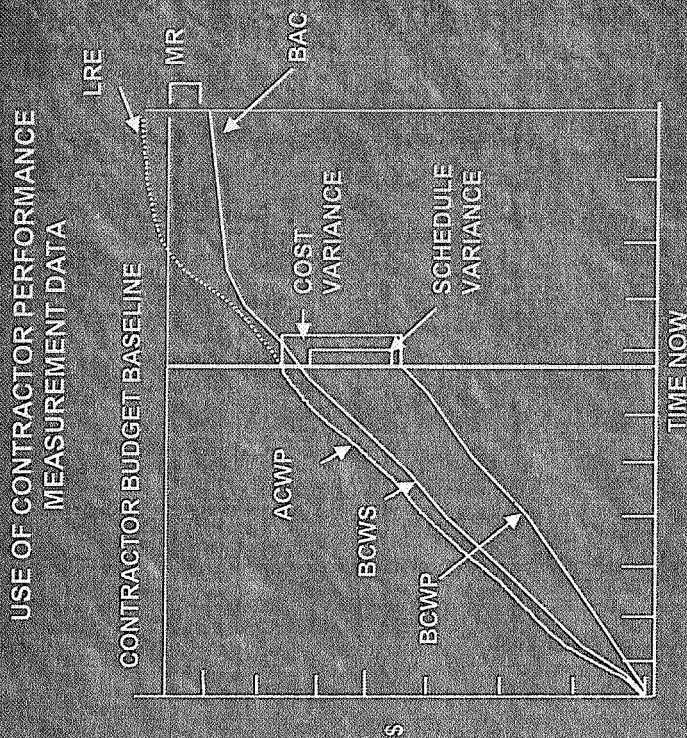 USE OF CONTRACTOR PERFORMANCE
MEASUREMENT DATA
CONTRACTOR BUDGET BASELINE
LRE
MR
BAC
COST
VARIANCE
SCHEDULE
VARIANCE
ACWP
BCWS
BCWP
$
TIME NOW